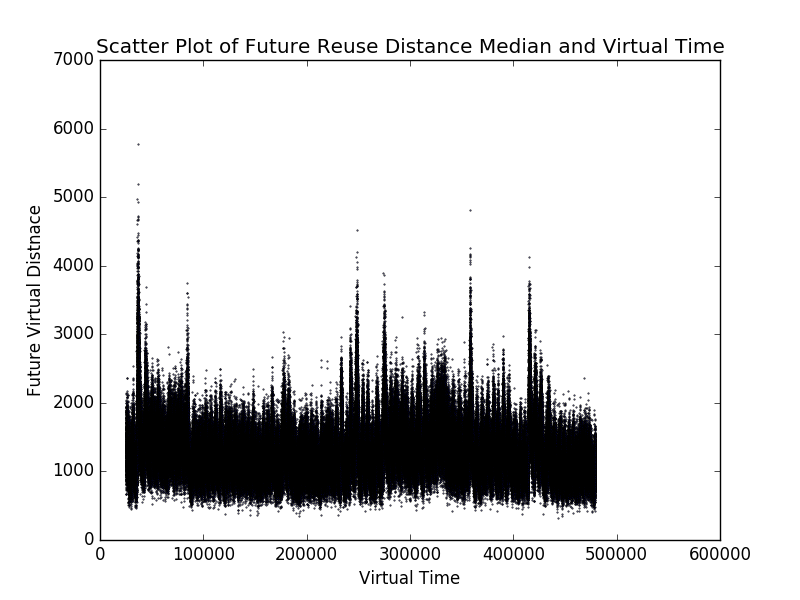 Scatter Plot of Future Reuse Distance Median and Virtual Time
7000
6000
5000
4000
3000
2000
1000
0
Future Virtual Distnace
0 100000 200000 300000 400000 500000 600000
Virtual Time